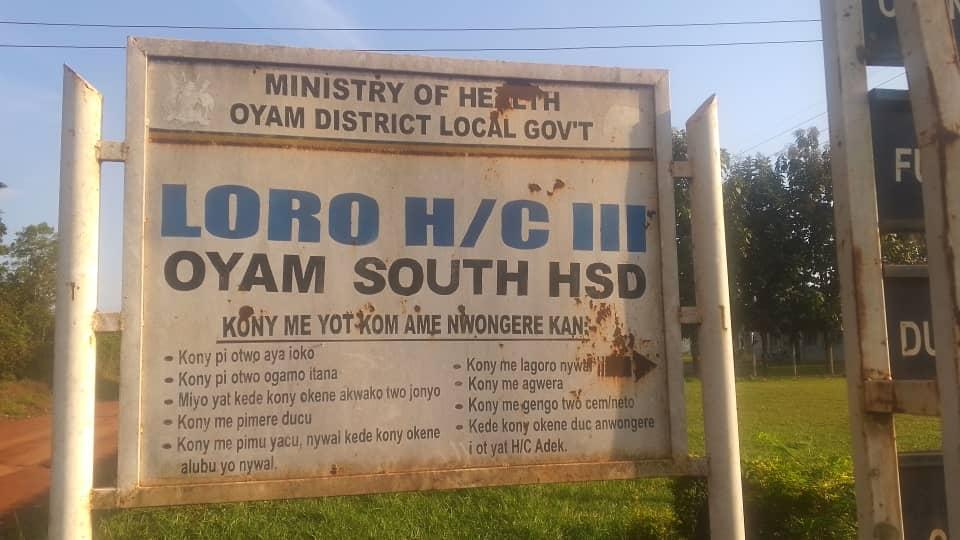 MINISTRY OF HEALTH
OYAM DISTRICT LOCAL GOV'T
LORO H/C III
OYAM SOUTH HSD
KONY ME YOT KOM AME NWONGERE KAN:
• Kony pi otwo aya ioko
• Kony pi otwo ogamo itana
• Miyo yat kede kony okene akwako two jonyo
• Kony me pimere ducu
• Kony me pimu yacu, nywal kede kony okene
alubu yo nywal.
• Kony me lagoro nywal
• Kony me agwera
• Kony me gengo two cem/neto
• Kede kony okene duc anwongere
i ot yat H/C Adek.